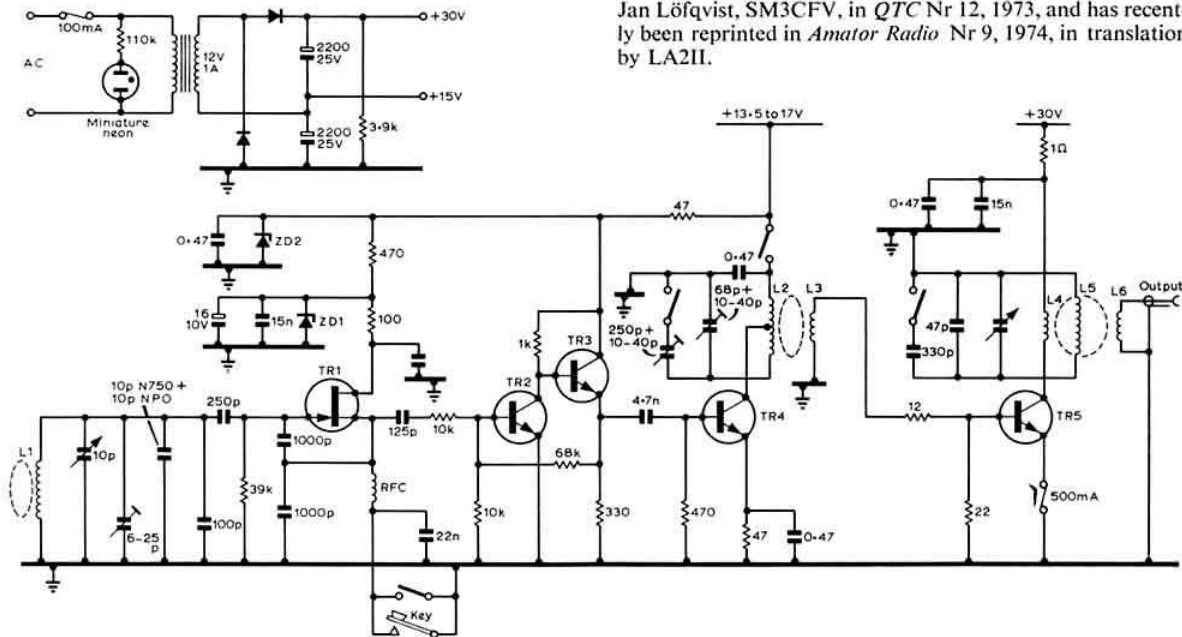 Jan Löfqvist, SM3CFV, in QTC Nr 12, 1973, and has recent-
ly been reprinted in Amator Radio Nr 9, 1974, in translation
by LA2II.
100mA
110k
AC
12V
1A
Miniature
neon
2200
25V
2200
25V
3·9k
+30V
+15V
+13·5 to 17V
+30V
1Ω
0·47
ZD2
470
47
0·47
15n
16
10V
15n
ZD1
100
0·47
68p+
10-40p
250p+
10-40p
L2
L3
47p
330p
L4
L5
L6
Output
10p N750 +
10p NPO
250p
TR1
1k
TR2
TR3
L1
10p
1000p
125p
10k
4·7n
TR4
12
TR5
68k
39k
RFC
6-25
p
100p
1000p
22n
10k
330
470
47
0·47
22
500mA
Key